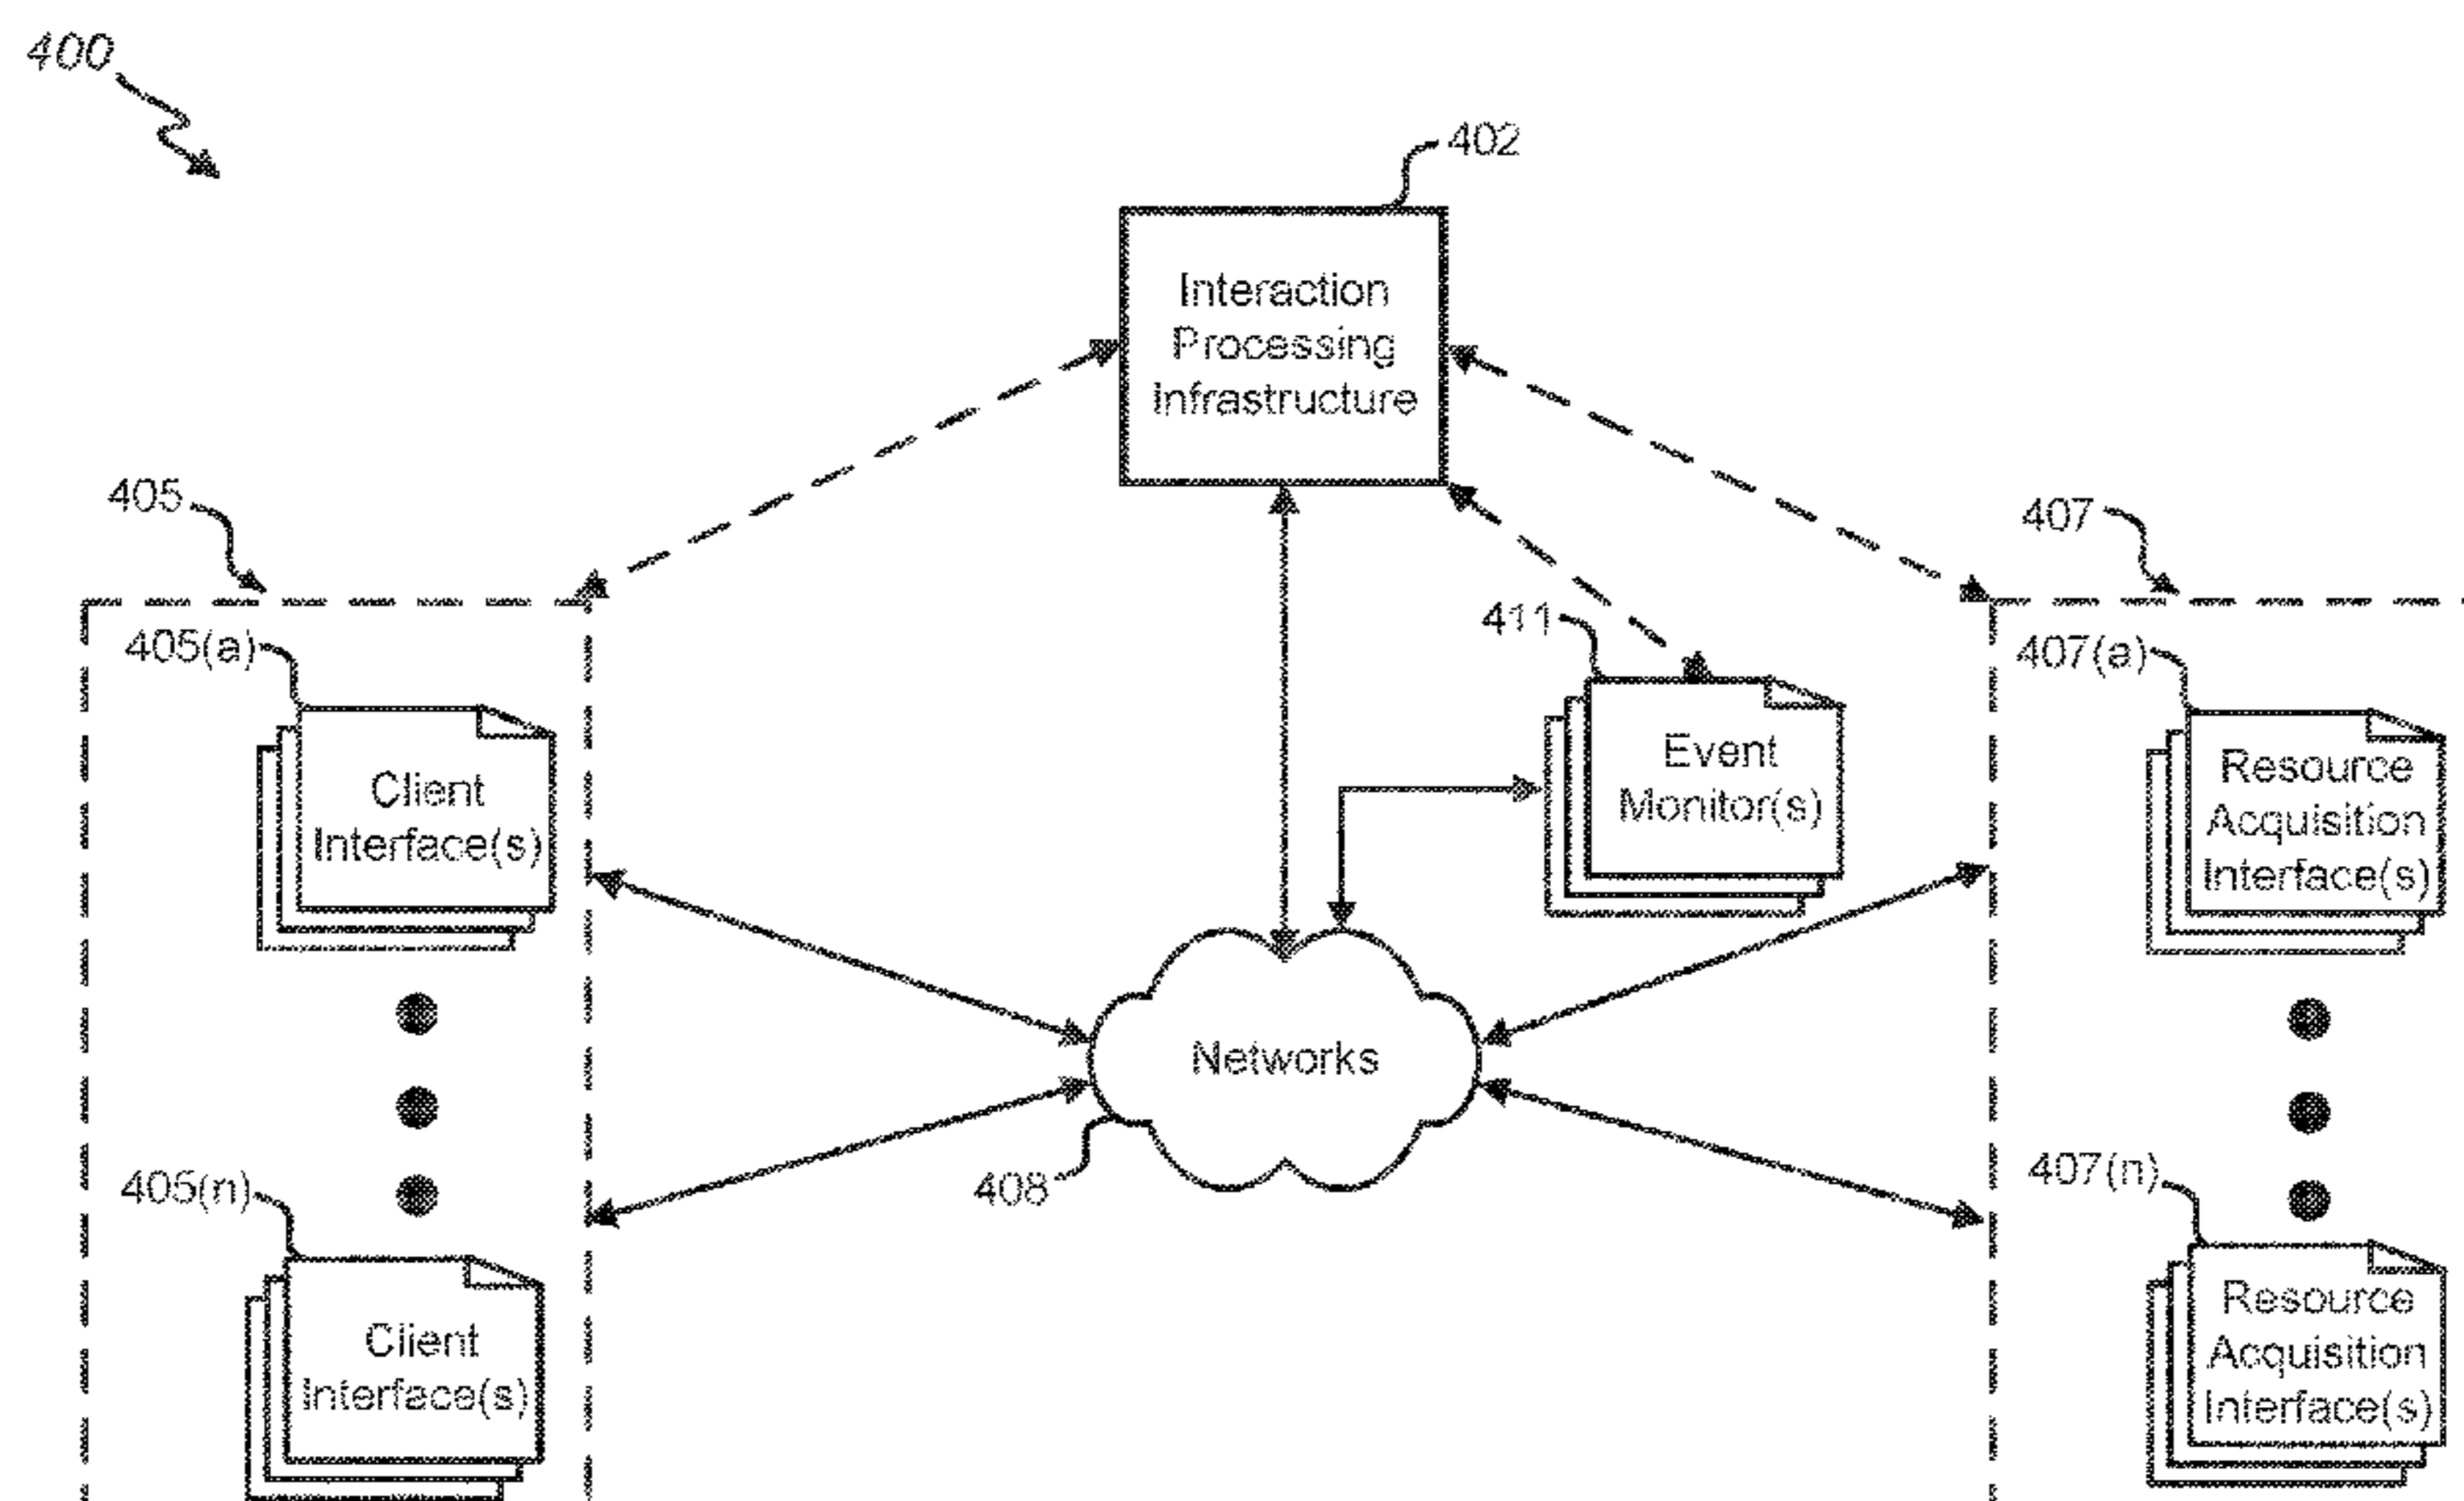 400
402
Interaction
Processing
Infrastructure
405
407
405(a)
411
407(a)
Client
Interface(s)
Event
Monitor(s)
Resource
Acquisition
Interface(s)
Networks
408
405(n)
407(n)
Client
Interface(s)
Resource
Acquisition
Interface(s)